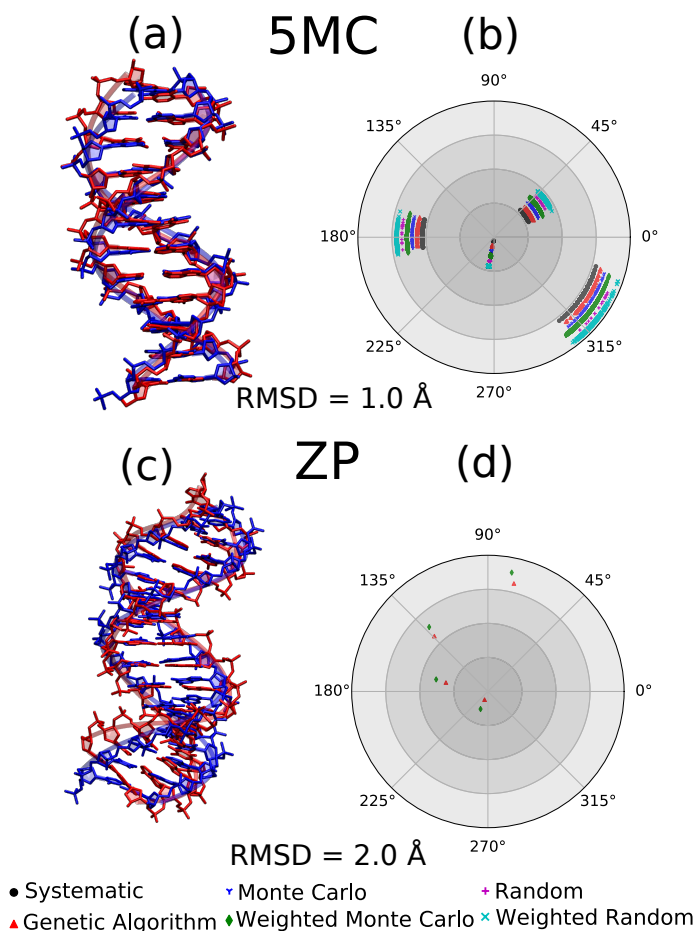 (a) 5MC (b)
90°
135° 45°
180° 0°
225° 315°
270°
RMSD = 1.0 Å
(c) ZP (d)
90°
135° 45°
180° 0°
225° 315°
270°
RMSD = 2.0 Å
Systematic Monte Carlo Random
Genetic Algorithm Weighted Monte Carlo Weighted Random